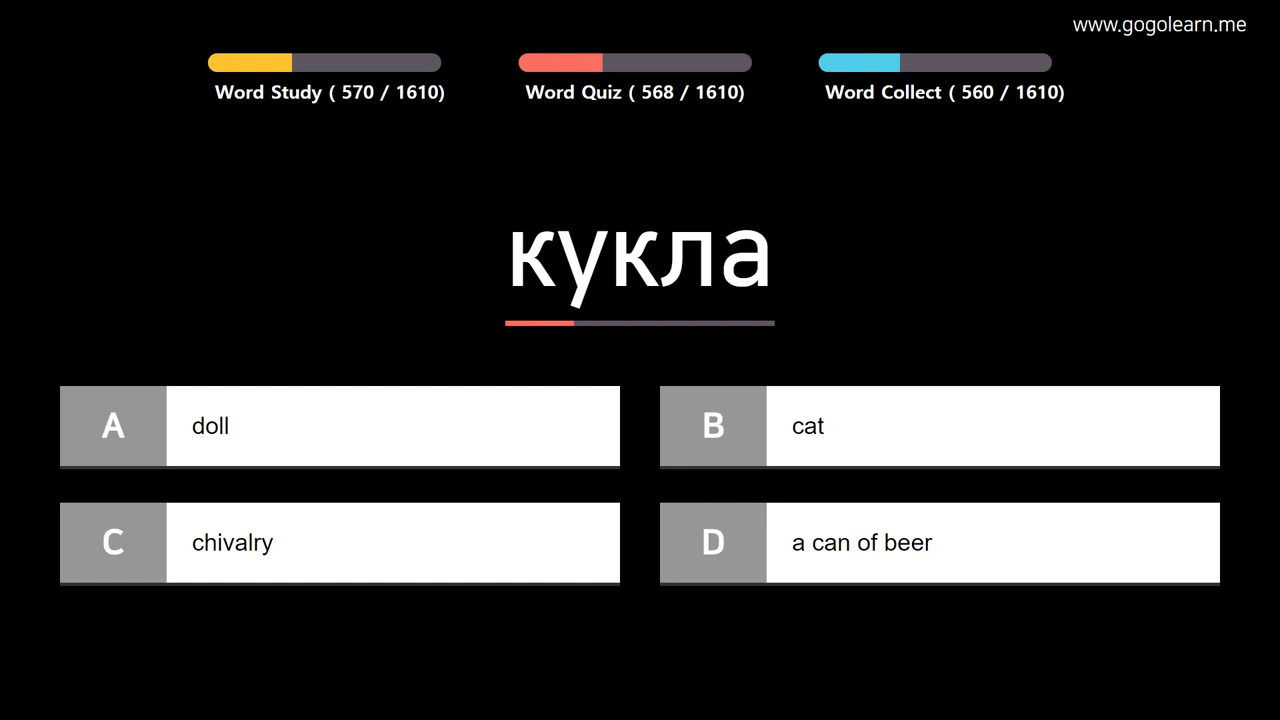 www.gogolearn.me
Word Study ( 570 / 1610)
Word Quiz ( 568 / 1610)
Word Collect ( 560 / 1610)
кукла
A doll
B cat
C chivalry
D a can of beer